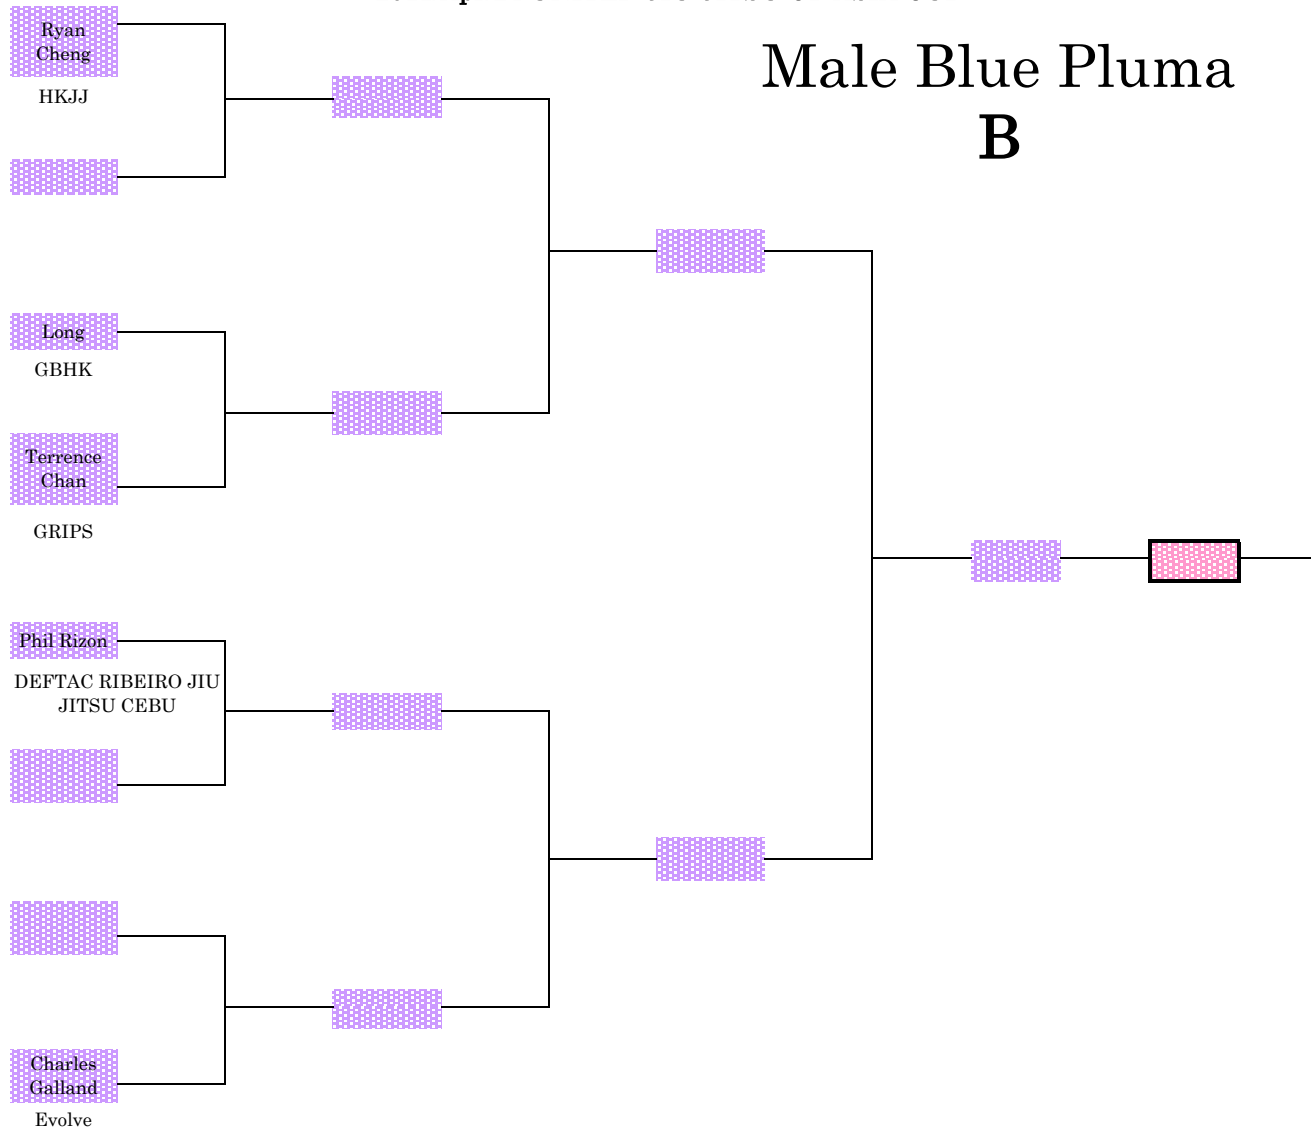 Male Blue Pluma
B
Ryan
Cheng
HKJJ
Long
GBHK
Terrence
Chan
GRIPS
Phil Rizon
DEFTAC RIBEIRO JIU
JITSU CEBU
Charles
Galland
Evolve